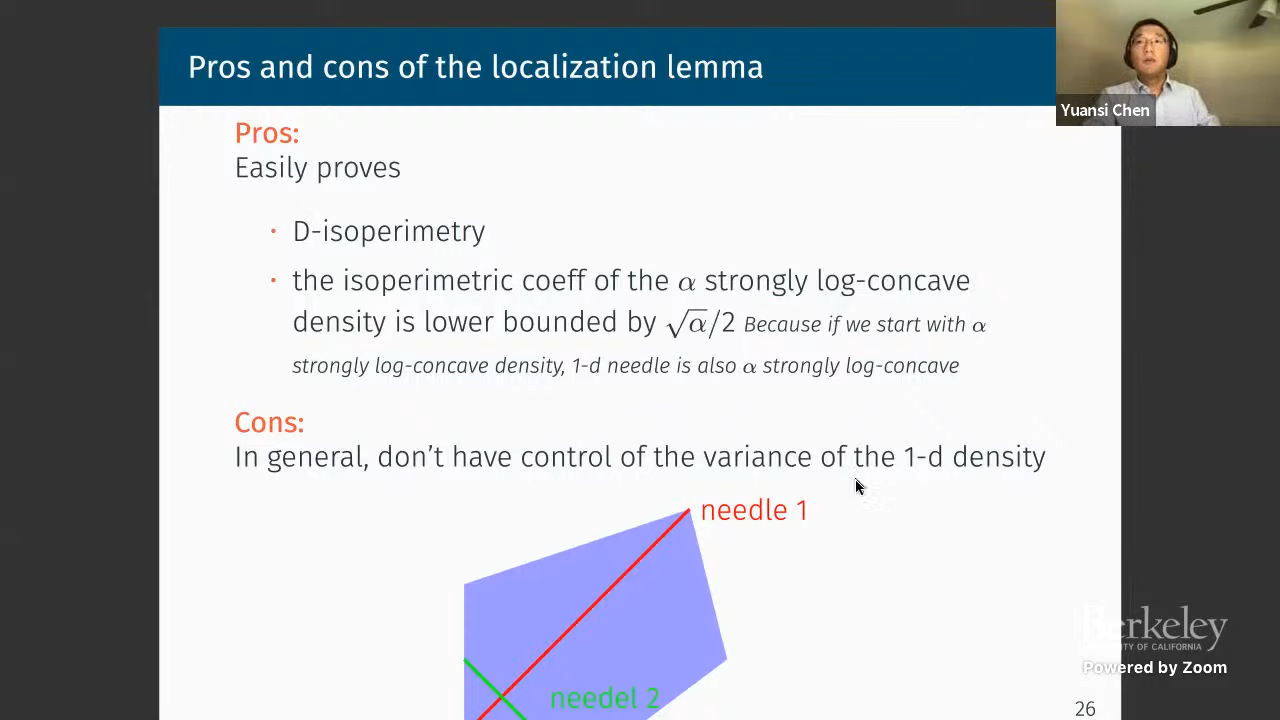 Pros and cons of the localization lemma
Yuansi Chen
Pros:
Easily proves
• D-isoperimetry
• the isoperimetric coeff of the α strongly log-concave
density is lower bounded by √α/2 Because if we start with α
strongly log-concave density, 1-d needle is also α strongly log-concave
Cons:
In general, don't have control of the variance of the 1-d density
needle 1
needel 2
Berkeley
UNIVERSITY OF CALIFORNIA
Powered by Zoom
26